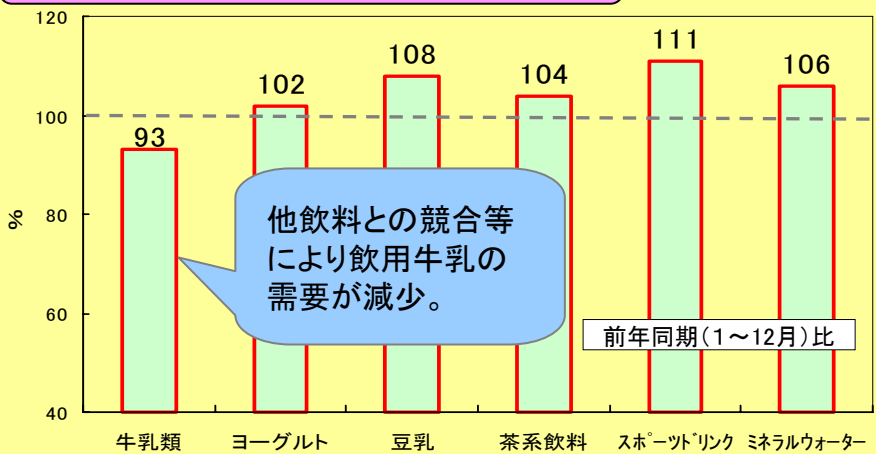 120
100
80
60
40
%
93
102
108
104
111
106
他飲料との競合等
により飲用牛乳の
需要が減少。
前年同期(1～12月)比
牛乳類
ヨーグルト
豆乳
茶系飲料
スポーツドリンク
ミネラルウォーター